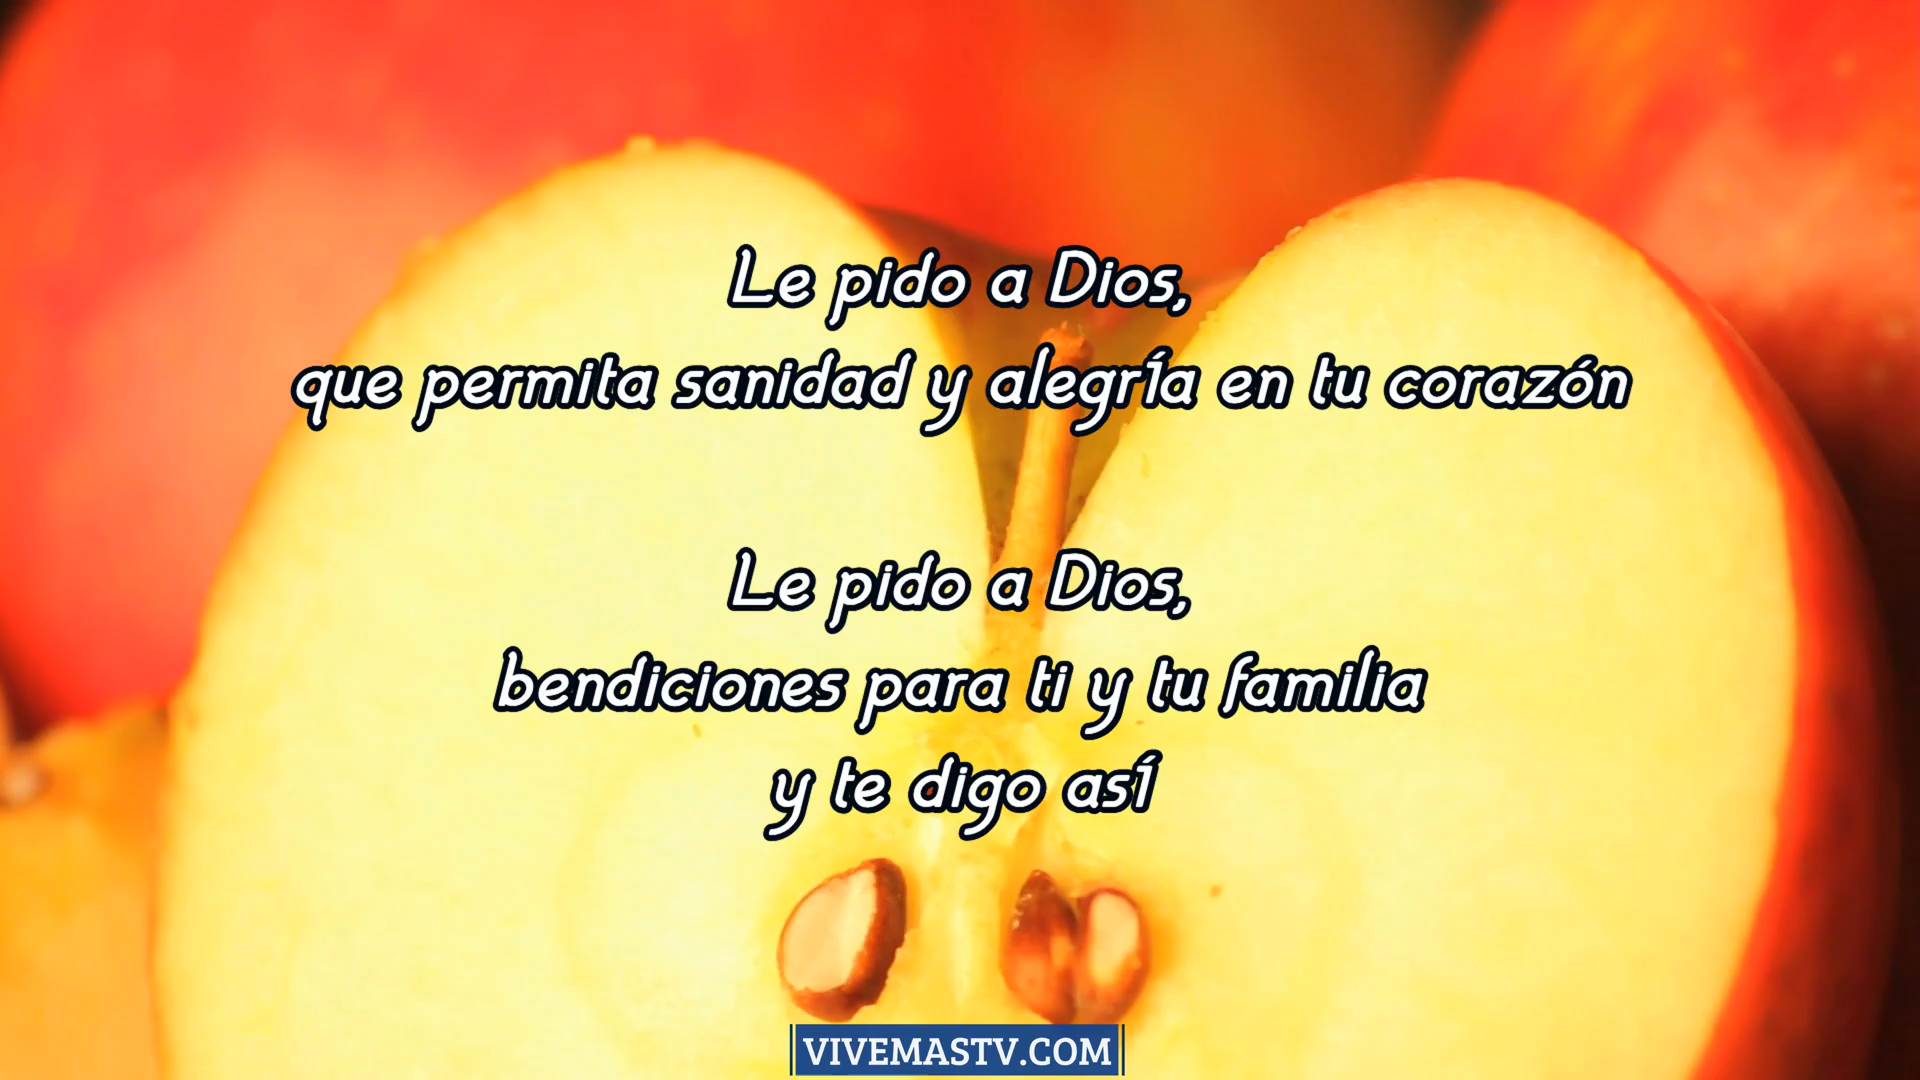 Le pido a Dios,
que permita sanidad y alegría en tu corazón
Le pido a Dios,
bendiciones para ti y tu familia
y te digo así
VIVEMASTV.COM